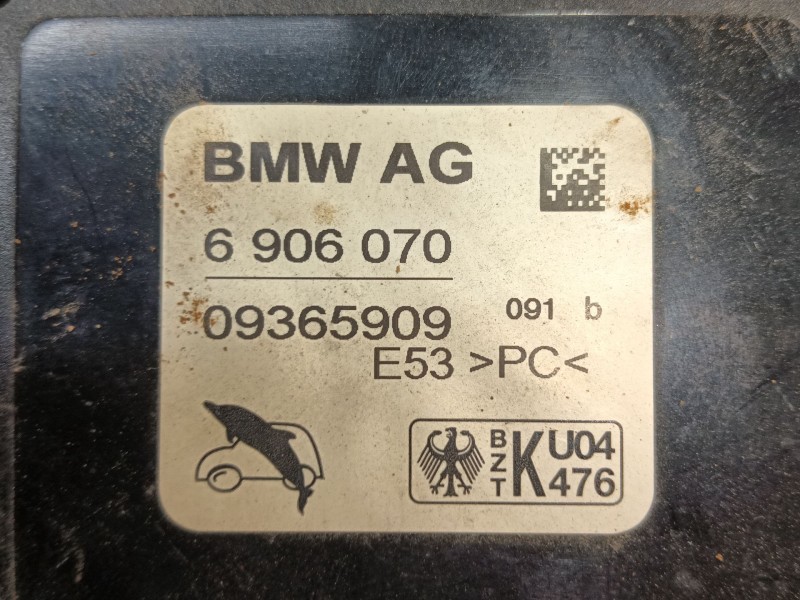 BMW AG
6 906 070
09365909 091 b
E53 >PC<
BZT K U04 476